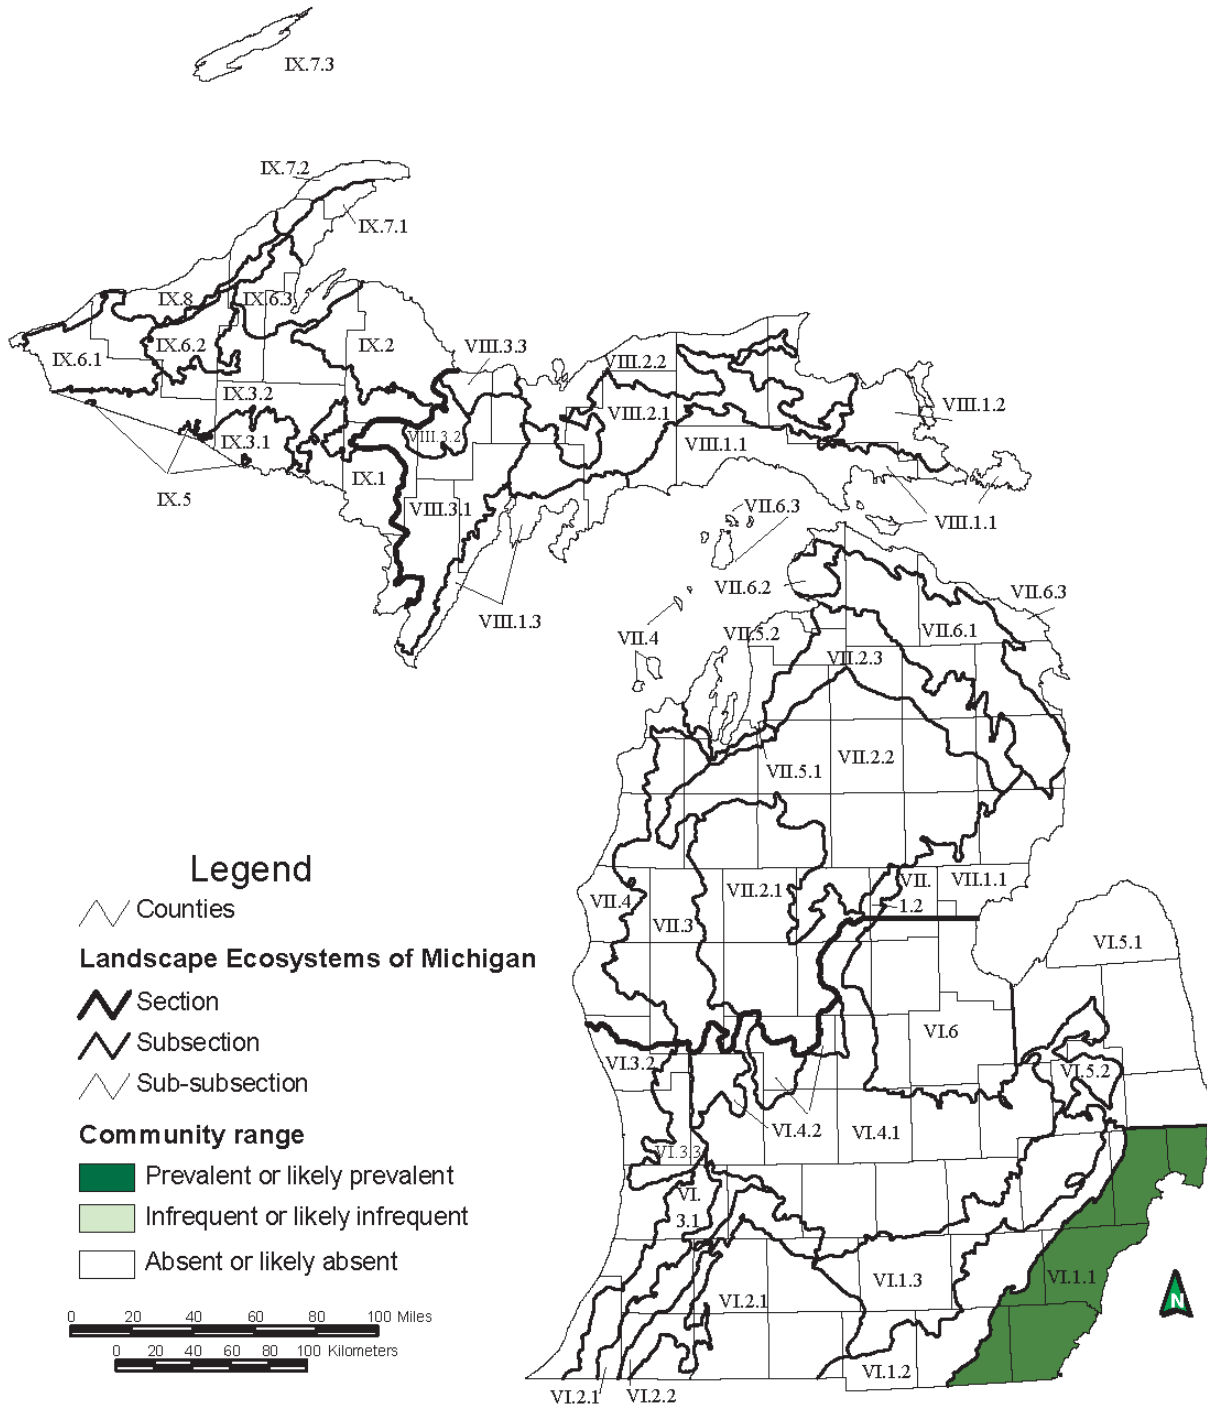 IX.7.3
IX.7.2
IX.7.1
IX.8
IX.6.3
IX.6.1
IX.6.2
IX.2
VIII.3.3
VIII.2.2
IX.3.2
VIII.2.1
VIII.1.2
IX.3.1
VIII.3.2
VIII.1.1
IX.5
IX.1
VIII.3.1
VII.6.3
VIII.1.1
VII.6.2
VII.6.3
VIII.1.3
VII.4
VII.5.2
VII.6.1
VII.2.3
VII.5.1
VII.2.2
Legend
Counties
Landscape Ecosystems of Michigan
Section
Subsection
Sub-subsection
Community range
Prevalent or likely prevalent
Infrequent or likely infrequent
Absent or likely absent
0 20 40 60 80 100 Miles
0 20 40 60 80 100 Kilometers
VII.4
VII.3
VII.2.1
VII.
1.2
VII.1.1
VI.5.1
VI.6
VI.3.2
VI.5.2
VI.4.2
VI.4.1
VI.3.3
VI.
3.1
VI.1.3
VI.1.1
N
VI.2.1
VI.1.2
VI.2.1
VI.2.2